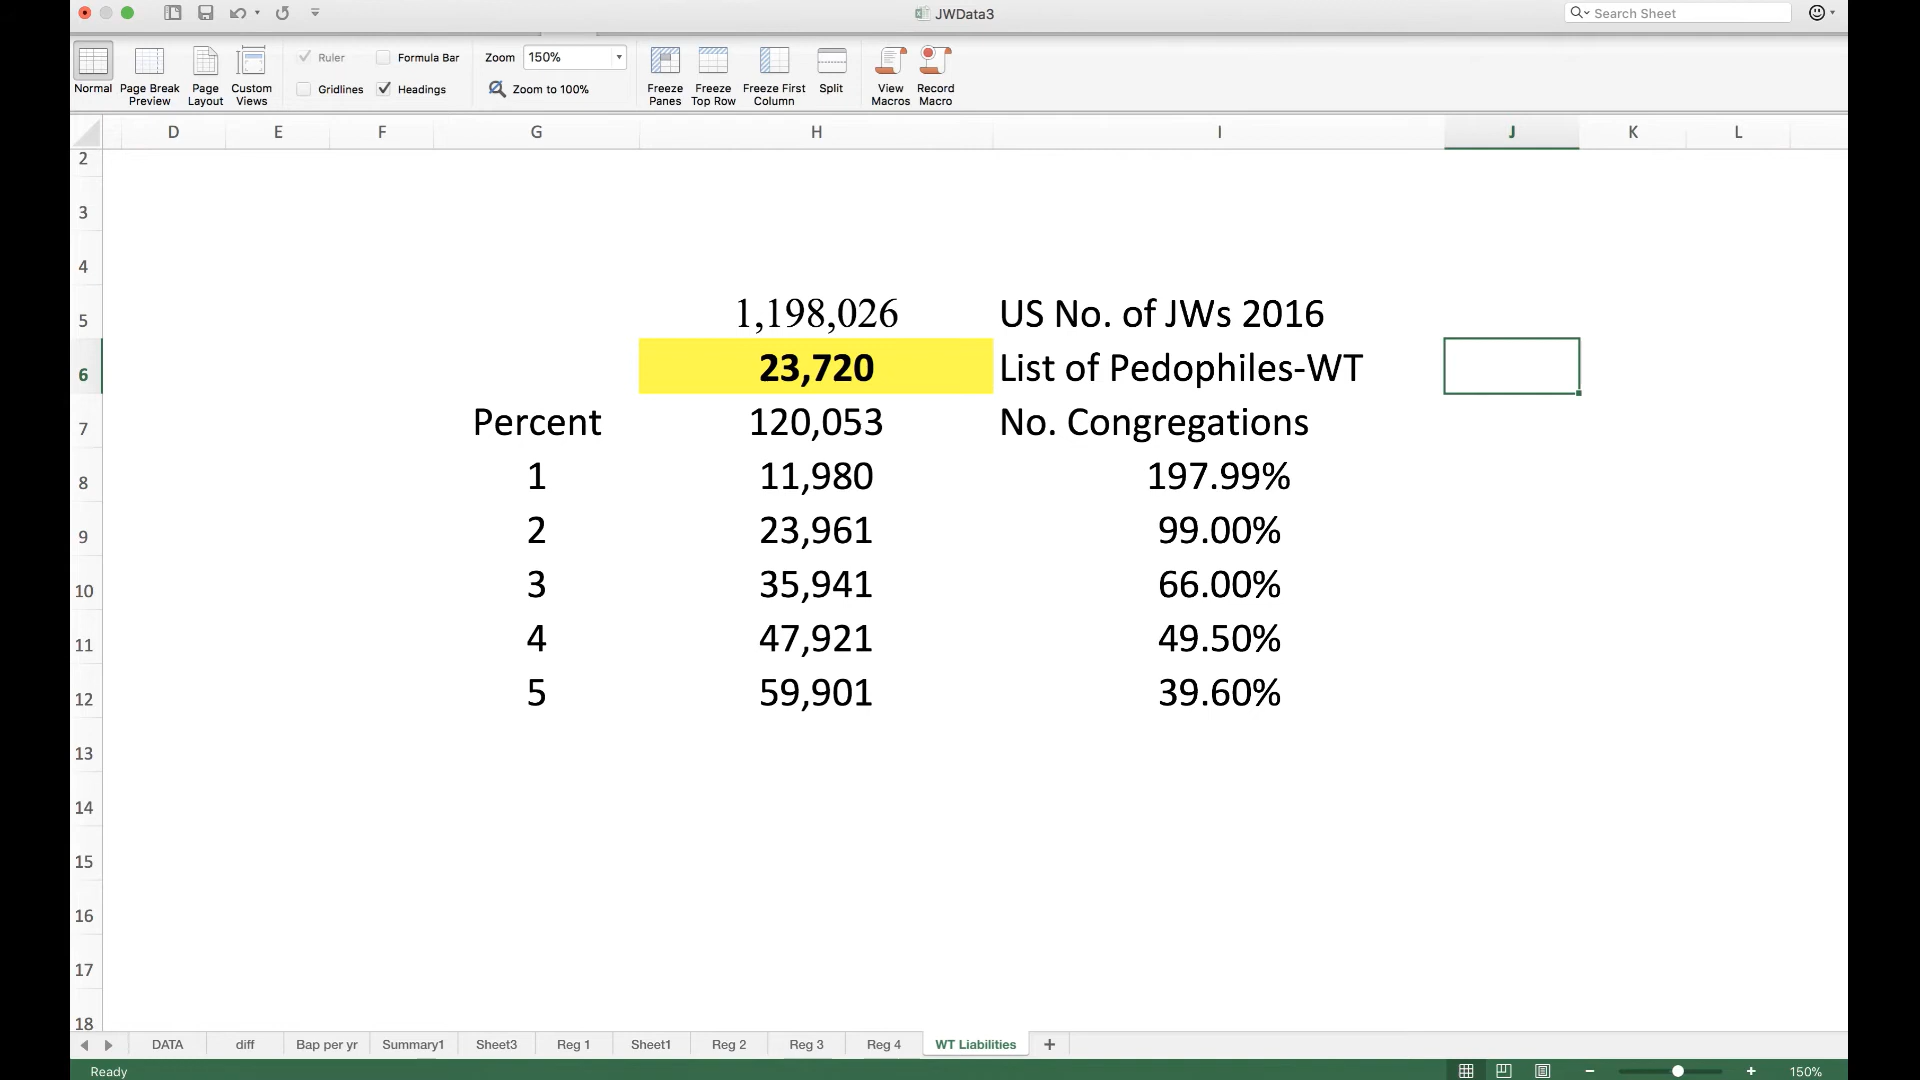 JWData3
Search Sheet
Normal
Page Break Preview
Page Layout
Custom Views
Ruler
Formula Bar
Gridlines
Headings
Zoom 150%
Zoom to 100%
Freeze Panes
Freeze Top Row
Freeze First Column
Split
View Macros
Record Macro
D E F G H I J K L
2
3
4
5 1,198,026 US No. of JWs 2016
6 23,720 List of Pedophiles-WT
7 Percent 120,053 No. Congregations
8 1 11,980 197.99%
9 2 23,961 99.00%
10 3 35,941 66.00%
11 4 47,921 49.50%
12 5 59,901 39.60%
13
14
15
16
17
18
DATA diff Bap per yr Summary1 Sheet3 Reg 1 Sheet1 Reg 2 Reg 3 Reg 4 WT Liabilities +
Ready
150%